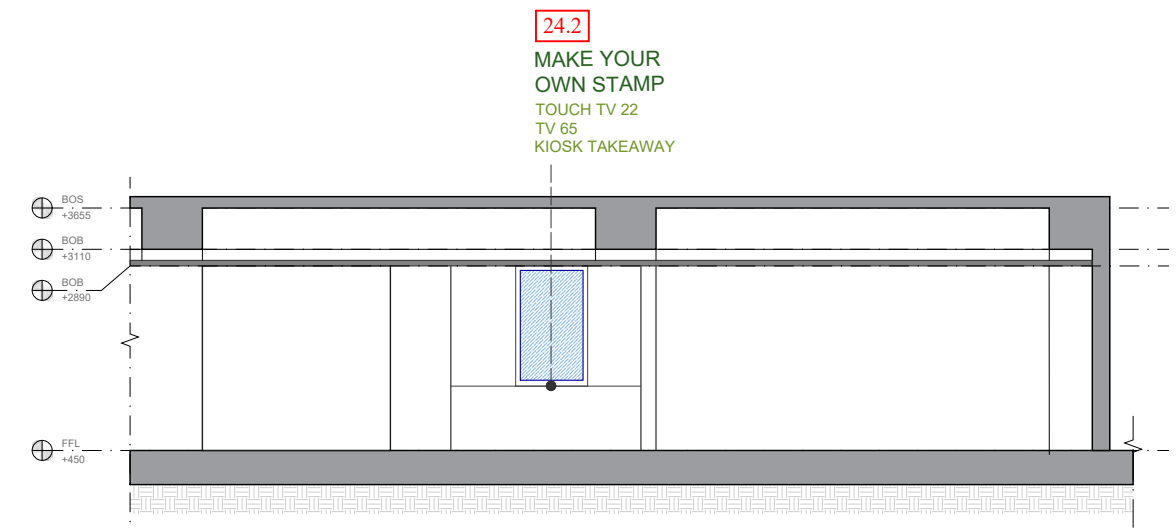 24.2
MAKE YOUR
OWN STAMP
TOUCH TV 22
TV 65
KIOSK TAKEAWAY
BOS
+3655
BOB
+3110
BOB
+2890
FFL
+450